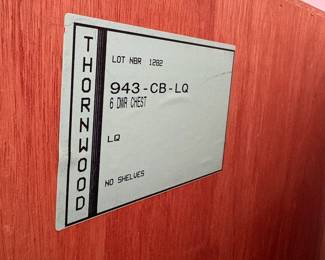 THORNWOOD
LOT NBR 1282
943-CB-LQ
6 DWR CHEST
LQ
NO SHELVES